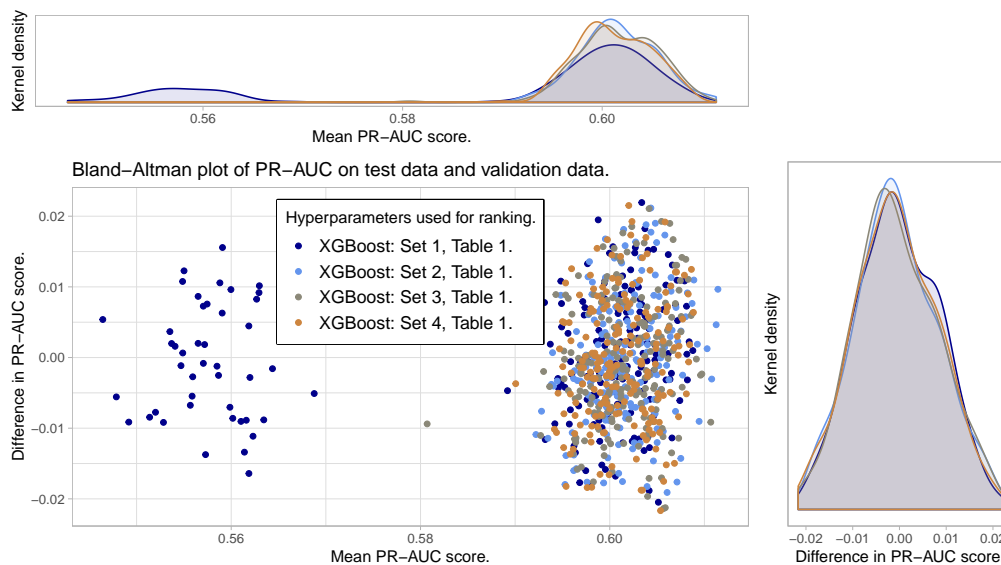 Kernel density
0.56
0.58
0.60
Mean PR−AUC score.
Bland−Altman plot of PR−AUC on test data and validation data.
Difference in PR−AUC score.
0.02
0.01
0.00
−0.01
−0.02
Hyperparameters used for ranking.
XGBoost: Set 1, Table 1.
XGBoost: Set 2, Table 1.
XGBoost: Set 3, Table 1.
XGBoost: Set 4, Table 1.
0.56
0.58
0.60
Mean PR−AUC score.
Kernel density
−0.02
−0.01
0.00
0.01
0.02
Difference in PR−AUC score